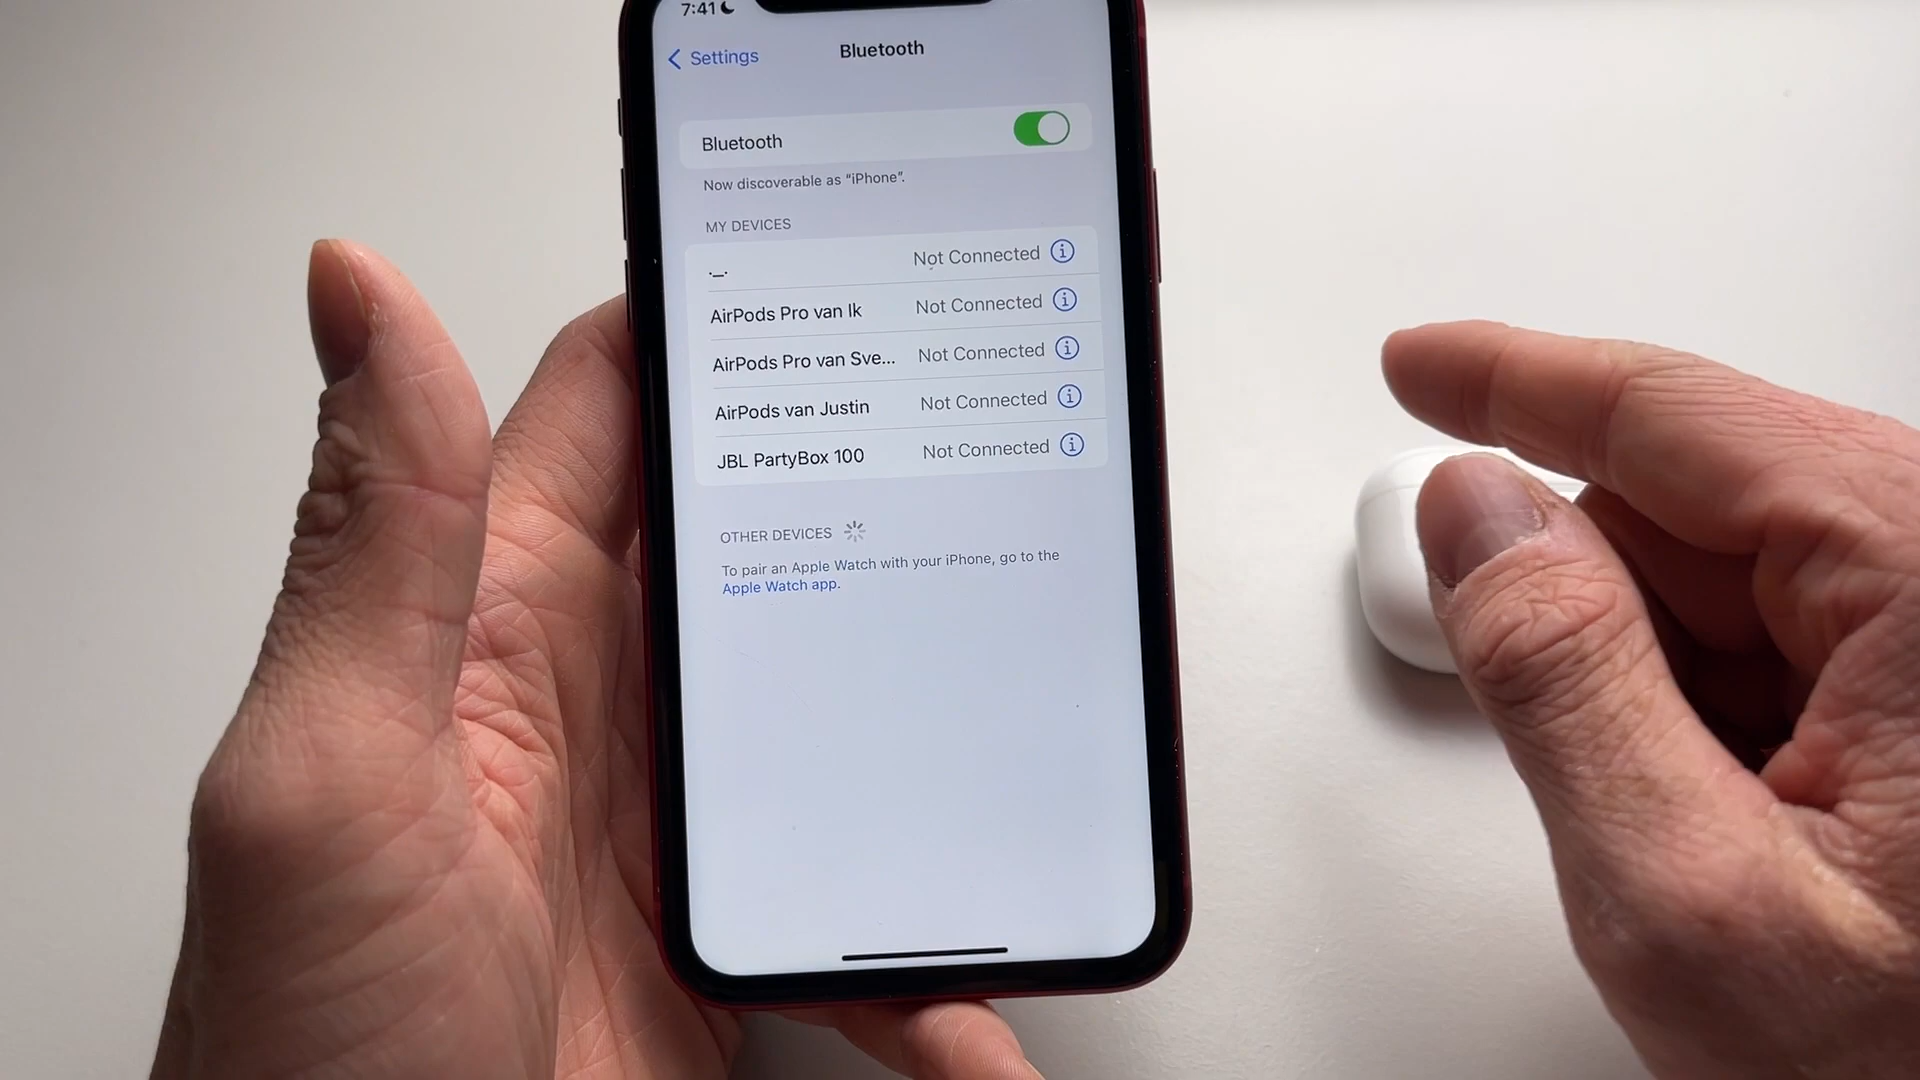 7:41
Settings
Bluetooth
Bluetooth
Now discoverable as “iPhone”.
MY DEVICES
._. Not Connected
AirPods Pro van Ik Not Connected
AirPods Pro van Sve... Not Connected
AirPods van Justin Not Connected
JBL PartyBox 100 Not Connected
OTHER DEVICES
To pair an Apple Watch with your iPhone, go to the
Apple Watch app.